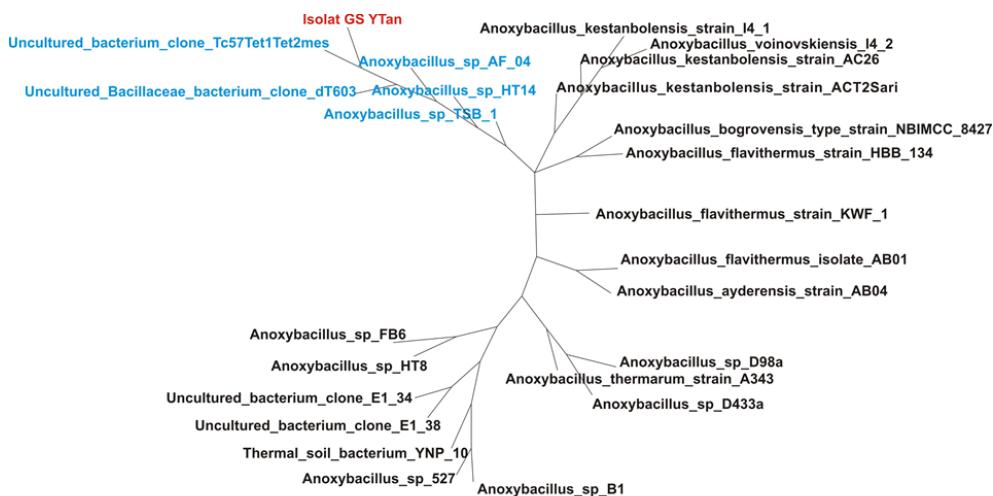 Isolat GS YTan
Anoxybacillus_kestanbolensis_strain_I4_1
Uncultured_bacterium_clone_Tc57Tet1Tet2mes
Anoxybacillus_voinovskiensis_I4_2
Anoxybacillus_sp_AF_04
Anoxybacillus_kestanbolensis_strain_AC26
Uncultured_Bacillaceae_bacterium_clone_dT603
Anoxybacillus_sp_HT14
Anoxybacillus_kestanbolensis_strain_ACT2Sari
Anoxybacillus_sp_TSB_1
Anoxybacillus_bogrovensis_type_strain_NBIMCC_8427
Anoxybacillus_flavithermus_strain_HBB_134
Anoxybacillus_flavithermus_strain_KWF_1
Anoxybacillus_flavithermus_isolate_AB01
Anoxybacillus_ayderensis_strain_AB04
Anoxybacillus_sp_FB6
Anoxybacillus_sp_HT8
Anoxybacillus_sp_D98a
Anoxybacillus_thermarum_strain_A343
Uncultured_bacterium_clone_E1_34
Anoxybacillus_sp_D433a
Uncultured_bacterium_clone_E1_38
Thermal_soil_bacterium_YNP_10
Anoxybacillus_sp_527
Anoxybacillus_sp_B1